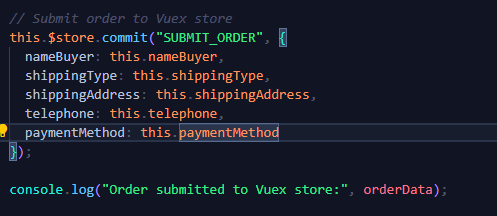 // Submit order to Vuex store
this.$store.commit("SUBMIT_ORDER", {
nameBuyer: this.nameBuyer,
shippingType: this.shippingType,
shippingAddress: this.shippingAddress,
telephone: this.telephone,
paymentMethod: this.paymentMethod
});
console.log("Order submitted to Vuex store:", orderData);